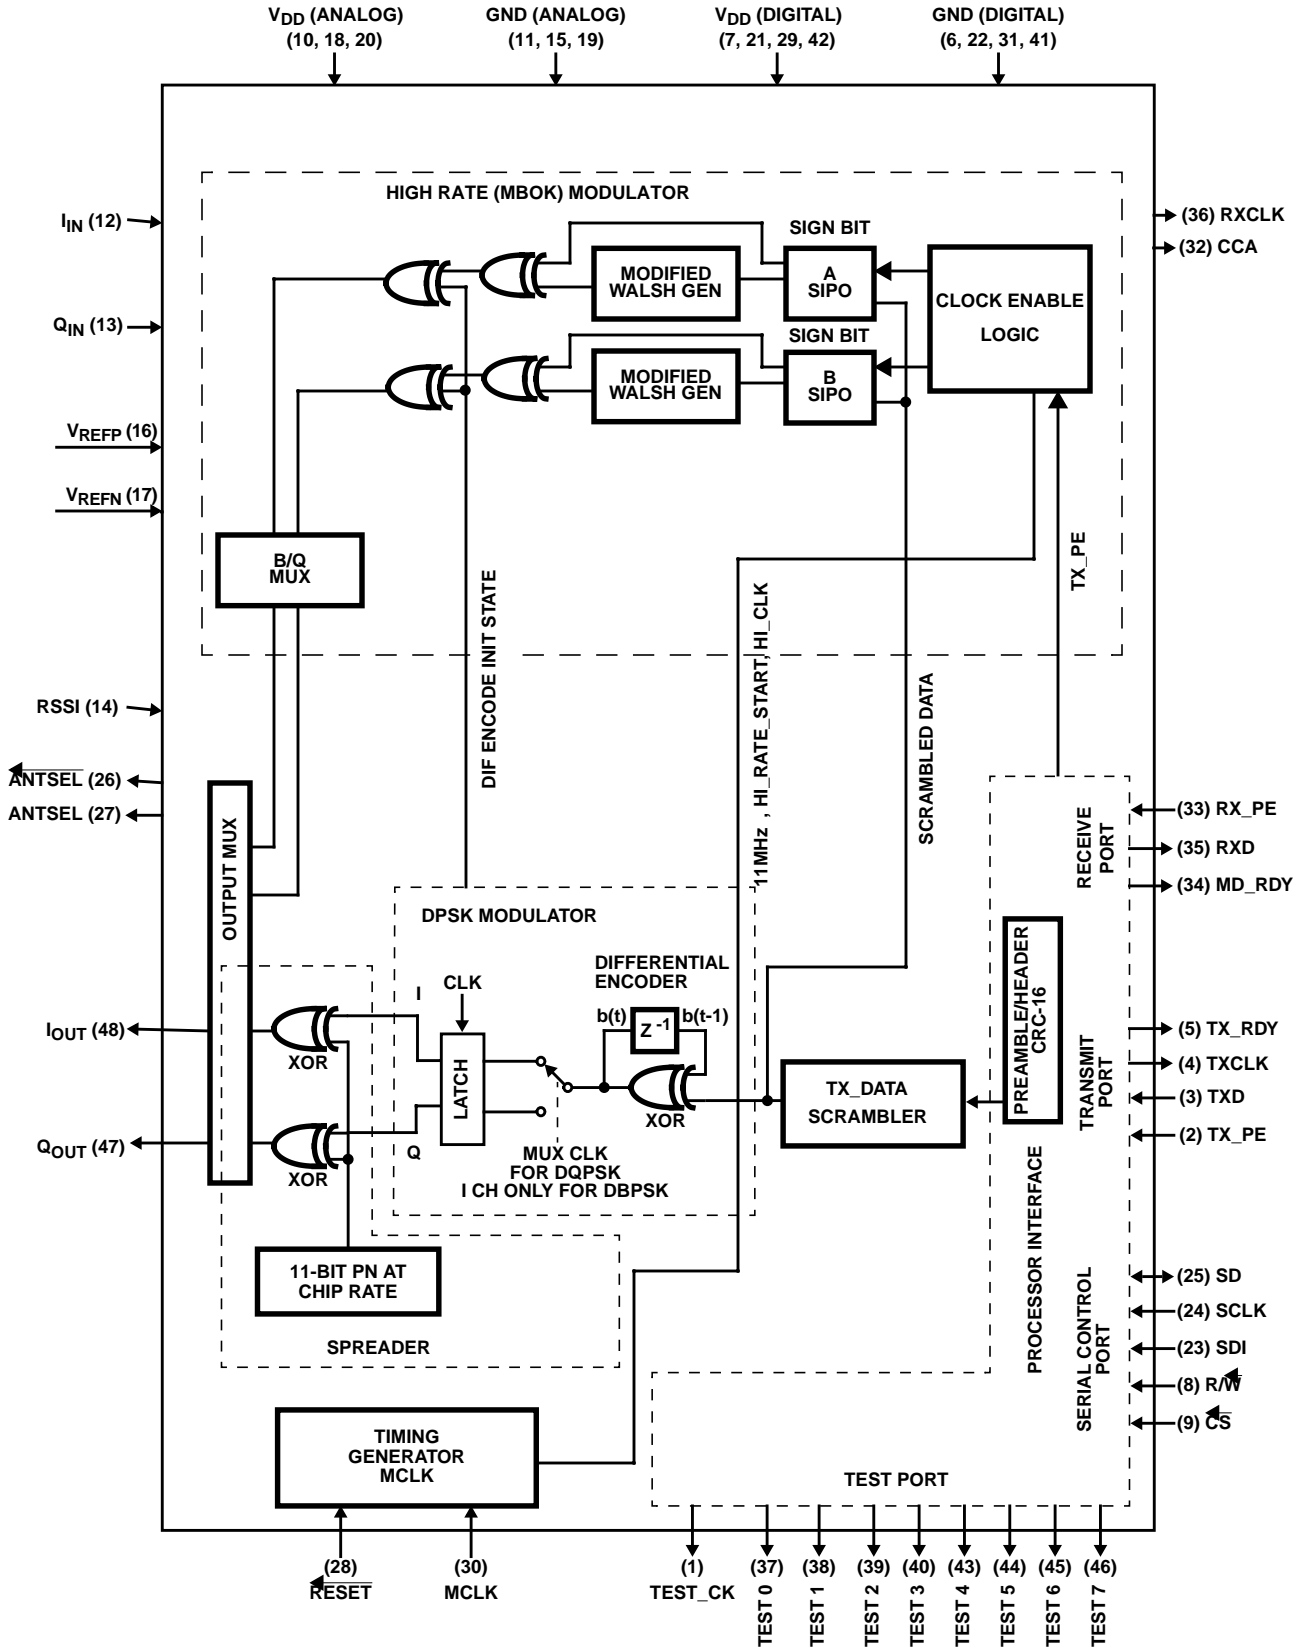 VDD (ANALOG)
(10, 18, 20)
GND (ANALOG)
(11, 15, 19)
VDD (DIGITAL)
(7, 21, 29, 42)
GND (DIGITAL)
(6, 22, 31, 41)
HIGH RATE (MBOK) MODULATOR
IIN (12)
QIN (13)
VREFP (16)
VREFN (17)
RSSI (14)
ANTSEL (26)
ANTSEL (27)
IOUT (48)
QOUT (47)
(36) RXCLK
(32) CCA
SIGN BIT
MODIFIED
WALSH GEN
A
SIPO
CLOCK ENABLE
LOGIC
SIGN BIT
MODIFIED
WALSH GEN
B
SIPO
B/Q
MUX
DIF ENCODE INIT STATE
11MHz , HI_RATE_START, HI_CLK
SCRAMBLED DATA
TX_PE
OUTPUT MUX
DPSK MODULATOR
DIFFERENTIAL
ENCODER
CLK
I
Q
LATCH
b(t)
Z -1
b(t-1)
XOR
XOR
XOR
MUX CLK
FOR DQPSK
I CH ONLY FOR DBPSK
TX_DATA
SCRAMBLER
PREAMBLE/HEADER
CRC-16
RECEIVE
PORT
TRANSMIT
PORT
PROCESSOR INTERFACE
SERIAL CONTROL
PORT
(33) RX_PE
(35) RXD
(34) MD_RDY
(5) TX_RDY
(4) TXCLK
(3) TXD
(2) TX_PE
(25) SD
(24) SCLK
(23) SDI
(8) R/W
(9) CS
11-BIT PN AT
CHIP RATE
SPREADER
TIMING
GENERATOR
MCLK
TEST PORT
(28)
RESET
(30)
MCLK
(1)
TEST_CK
(37)
TEST 0
(38)
TEST 1
(39)
TEST 2
(40)
TEST 3
(43)
TEST 4
(44)
TEST 5
(45)
TEST 6
(46)
TEST 7